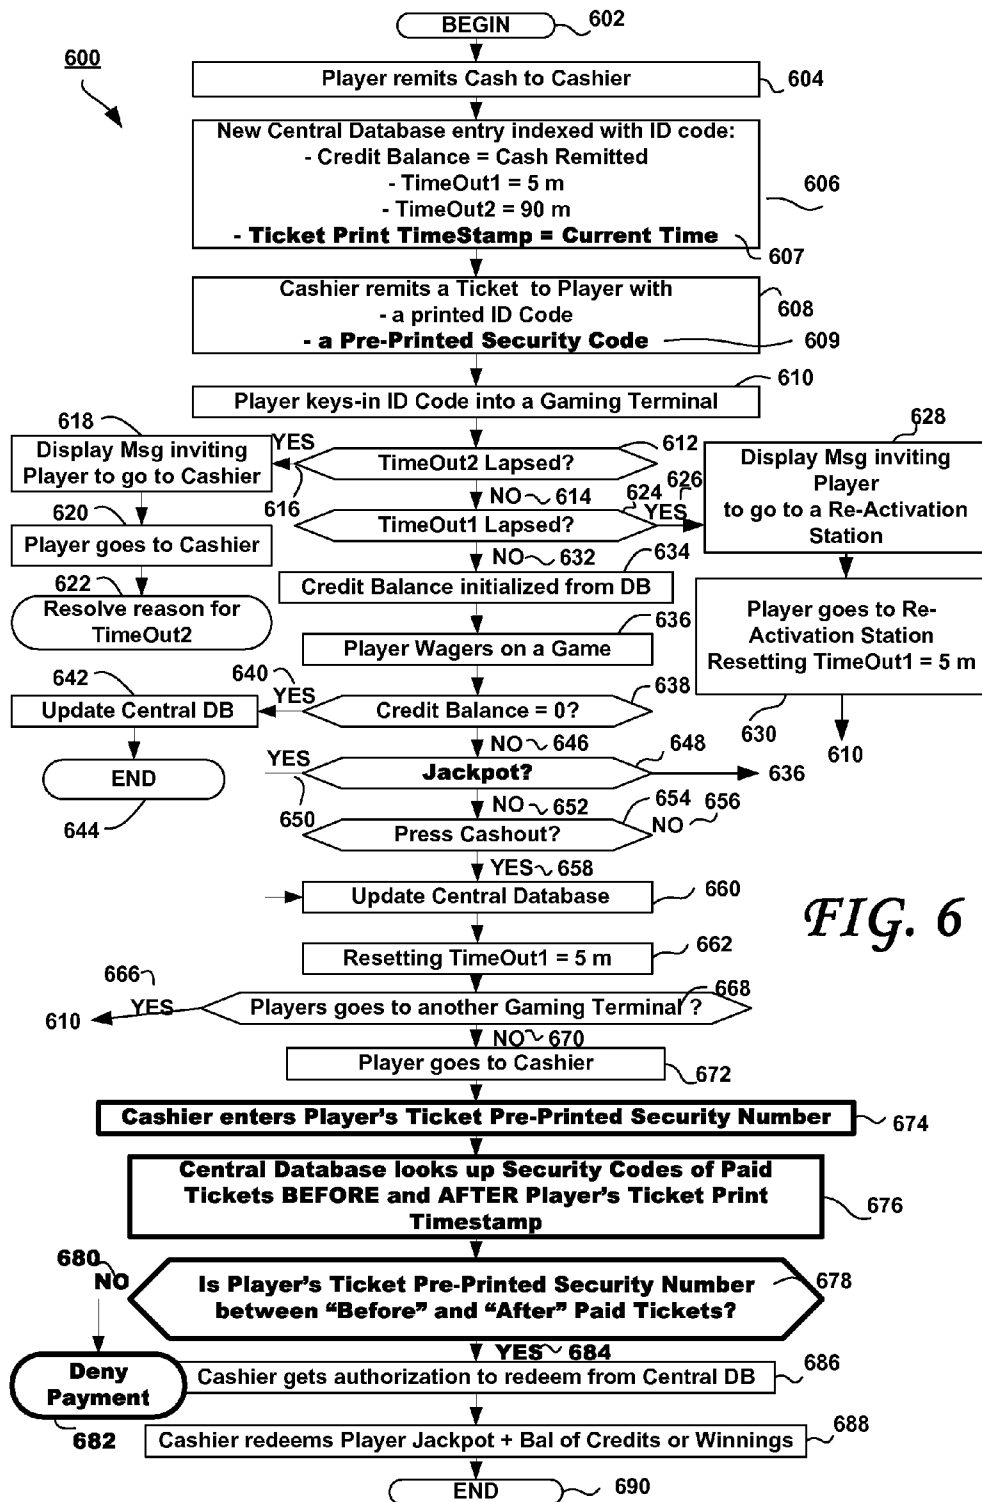 BEGIN
602
600
Player remits Cash to Cashier
604
New Central Database entry indexed with ID code:
- Credit Balance = Cash Remitted
- TimeOut1 = 5 m
- TimeOut2 = 90 m
- Ticket Print TimeStamp = Current Time
606
607
Cashier remits a Ticket to Player with
- a printed ID Code
- a Pre-Printed Security Code
608
609
Player keys-in ID Code into a Gaming Terminal
610
618
Display Msg inviting
Player to go to Cashier
YES
616
TimeOut2 Lapsed?
612
628
Display Msg inviting
Player
to go to a Re-Activation
Station
NO 614
620
Player goes to Cashier
TimeOut1 Lapsed?
624
626
YES
NO 632
622
Resolve reason for
TimeOut2
Credit Balance initialized from DB
634
Player goes to Re-
Activation Station
Resetting TimeOut1 = 5 m
630
610
Player Wagers on a Game
636
642
Update Central DB
640
YES
Credit Balance = 0?
638
NO 646
END
644
YES
650
Jackpot?
648
636
NO 652
Press Cashout?
654
NO
656
YES 658
Update Central Database
660
FIG. 6
Resetting TimeOut1 = 5 m
662
666
YES
610
Players goes to another Gaming Terminal ?
668
NO 670
Player goes to Cashier
672
Cashier enters Player's Ticket Pre-Printed Security Number
674
Central Database looks up Security Codes of Paid
Tickets BEFORE and AFTER Player's Ticket Print
Timestamp
676
680
NO
Is Player's Ticket Pre-Printed Security Number
between “Before” and “After” Paid Tickets?
678
YES 684
Deny
Payment
682
Cashier gets authorization to redeem from Central DB
686
Cashier redeems Player Jackpot + Bal of Credits or Winnings
688
END
690